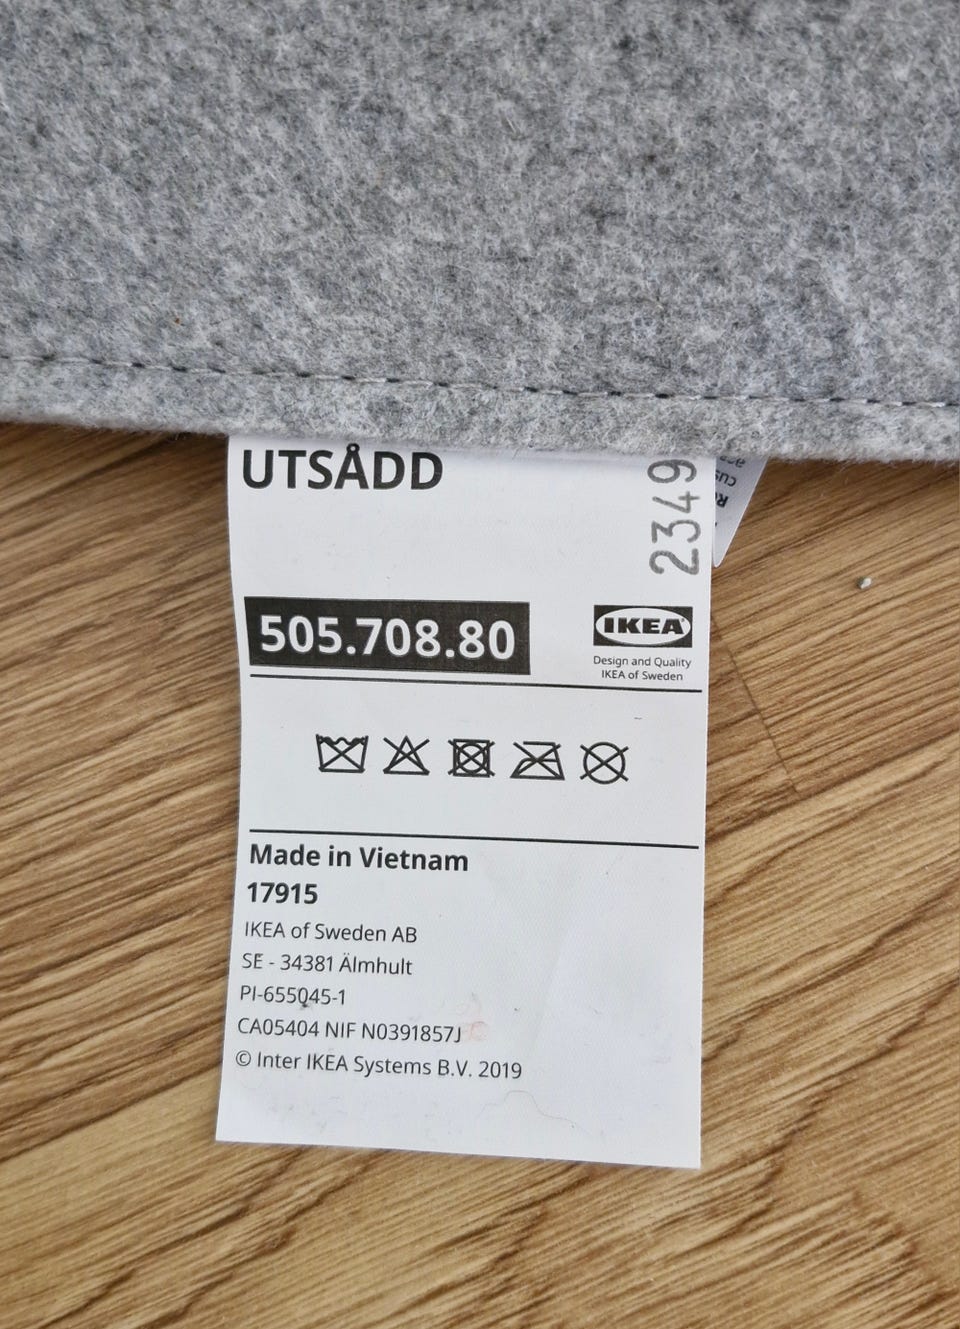 UTSÅDD
2349
505.708.80
IKEA
Design and Quality
IKEA of Sweden
Made in Vietnam
17915
IKEA of Sweden AB
SE - 34381 Älmhult
PI-655045-1
CA05404 NIF N0391857J
© Inter IKEA Systems B.V. 2019